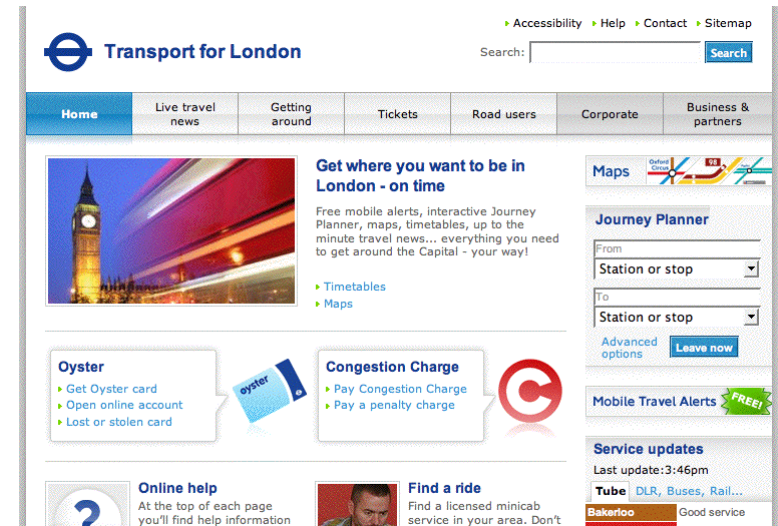 Accessibility Help Contact Sitemap
Transport for London
Search: Search
Home
Live travel
news
Getting
around
Tickets
Road users
Corporate
Business &
partners
Get where you want to be in
London - on time
Free mobile alerts, interactive Journey
Planner, maps, timetables, up to the
minute travel news... everything you need
to get around the Capital - your way!
Timetables
Maps
Maps
Oxford
Circus
98
Journey Planner
From
Station or stop
To
Station or stop
Advanced
options
Leave now
Oyster
Get Oyster card
Open online account
Lost or stolen card
oyster
Congestion Charge
Pay Congestion Charge
Pay a penalty charge
C
Mobile Travel Alerts FREE!
Service updates
Last update:3:46pm
Tube DLR, Buses, Rail...
Bakerloo Good service
Online help
At the top of each page
you'll find help information
?
Find a ride
Find a licensed minicab
service in your area. Don't